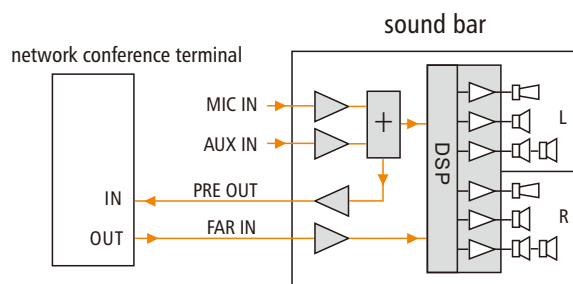 sound bar
network conference terminal
MIC IN
+
L
AUX IN
DSP
PRE OUT
IN
R
FAR IN
OUT